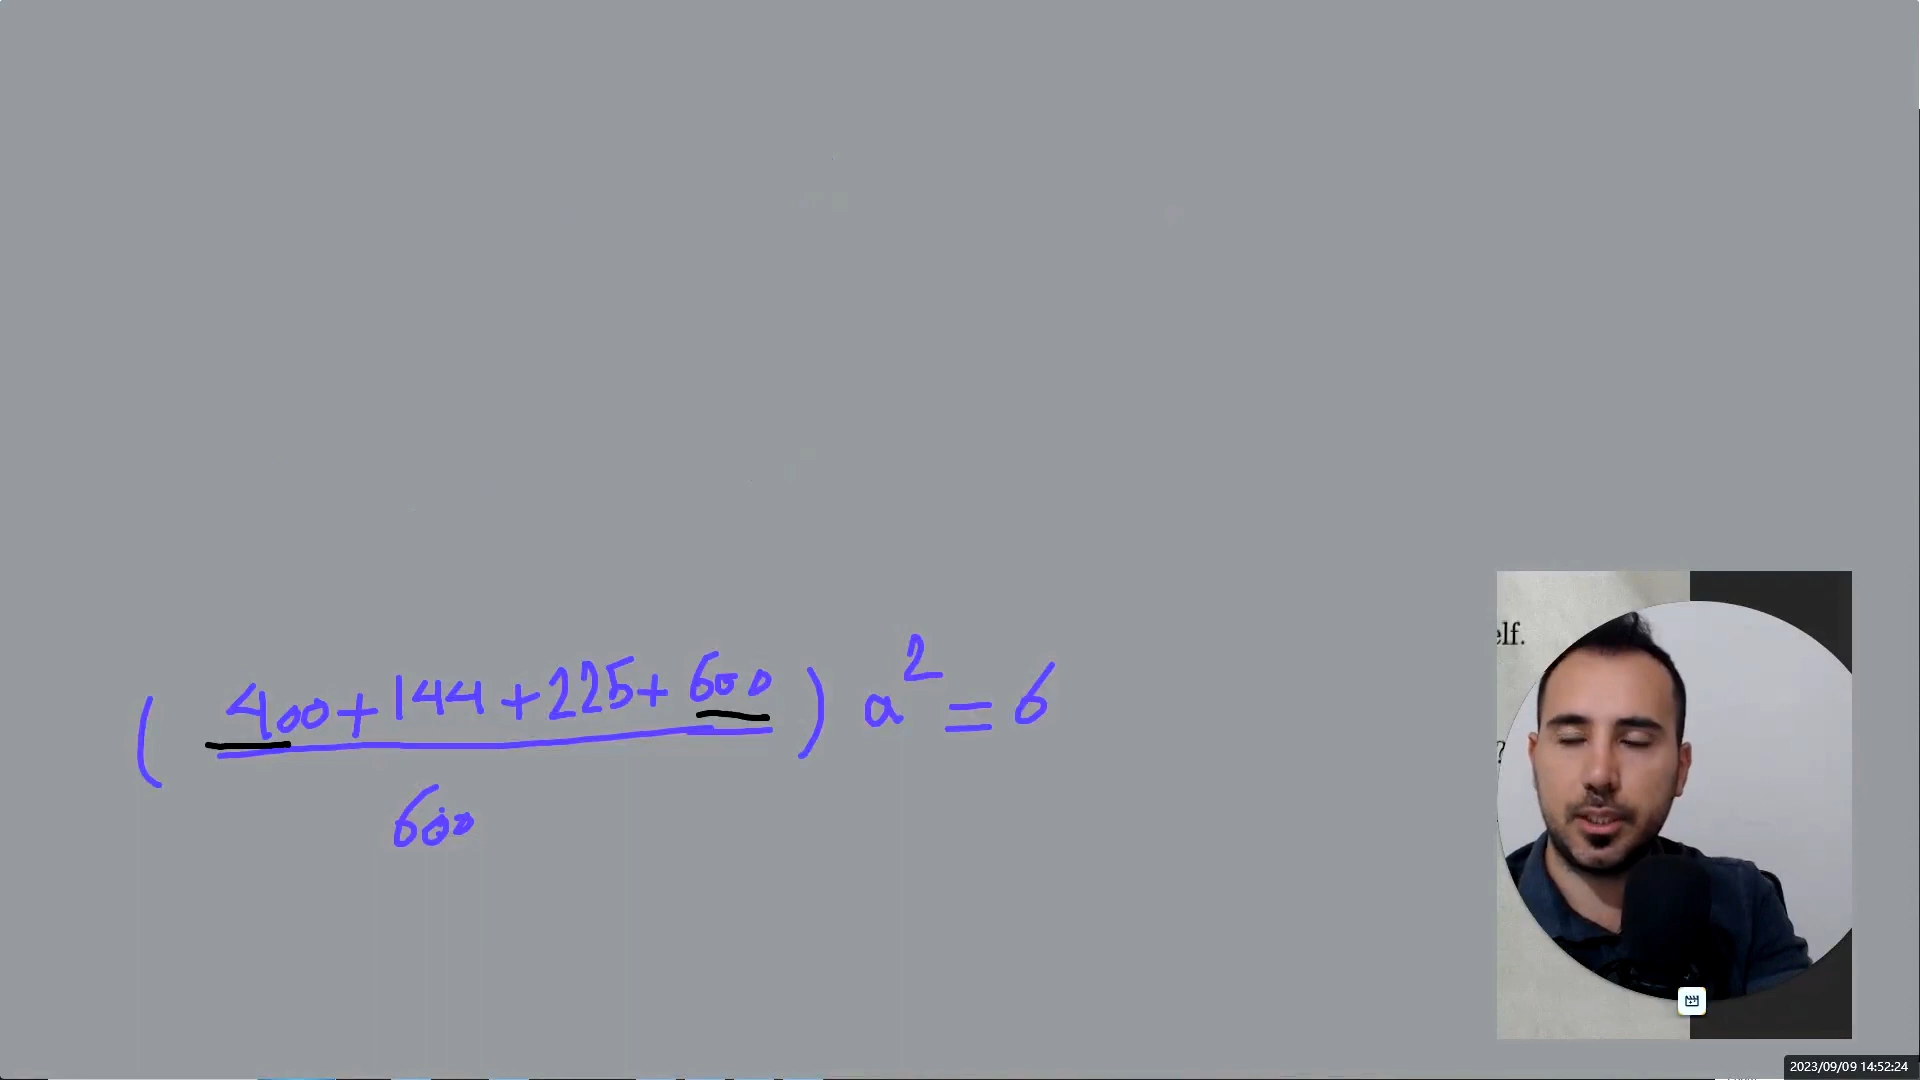 ( 400+144+225+600 / 600 ) a² = 6
elf.
?
2023/09/09 14:52:24